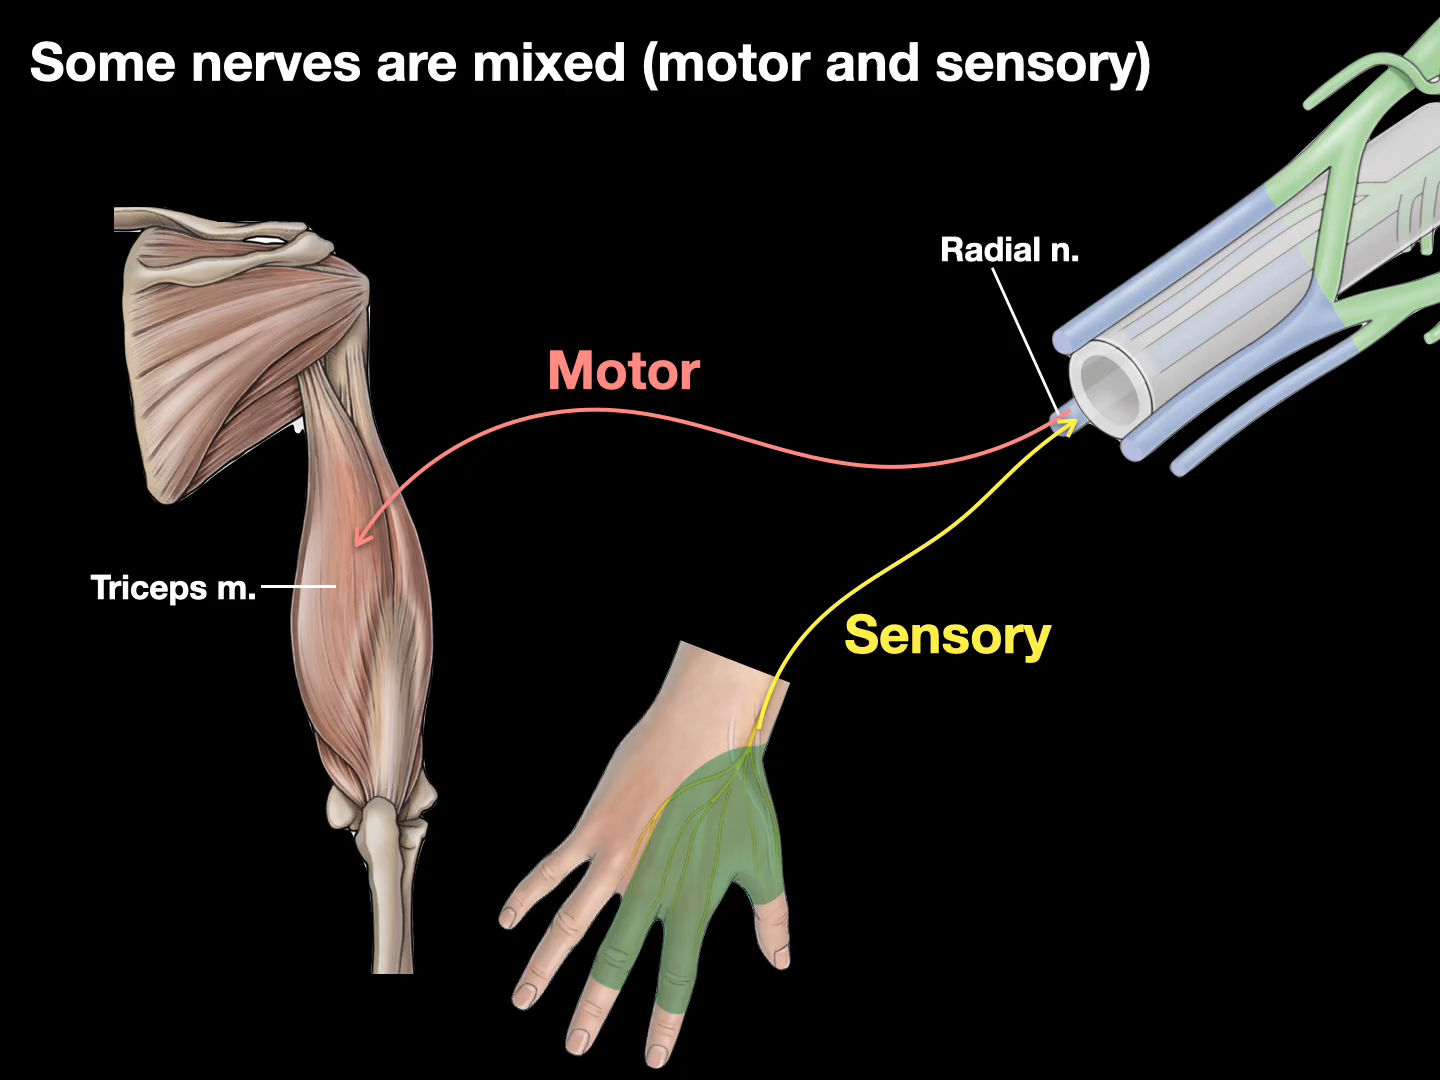 Some nerves are mixed (motor and sensory)
Radial n.
Motor
Triceps m.
Sensory